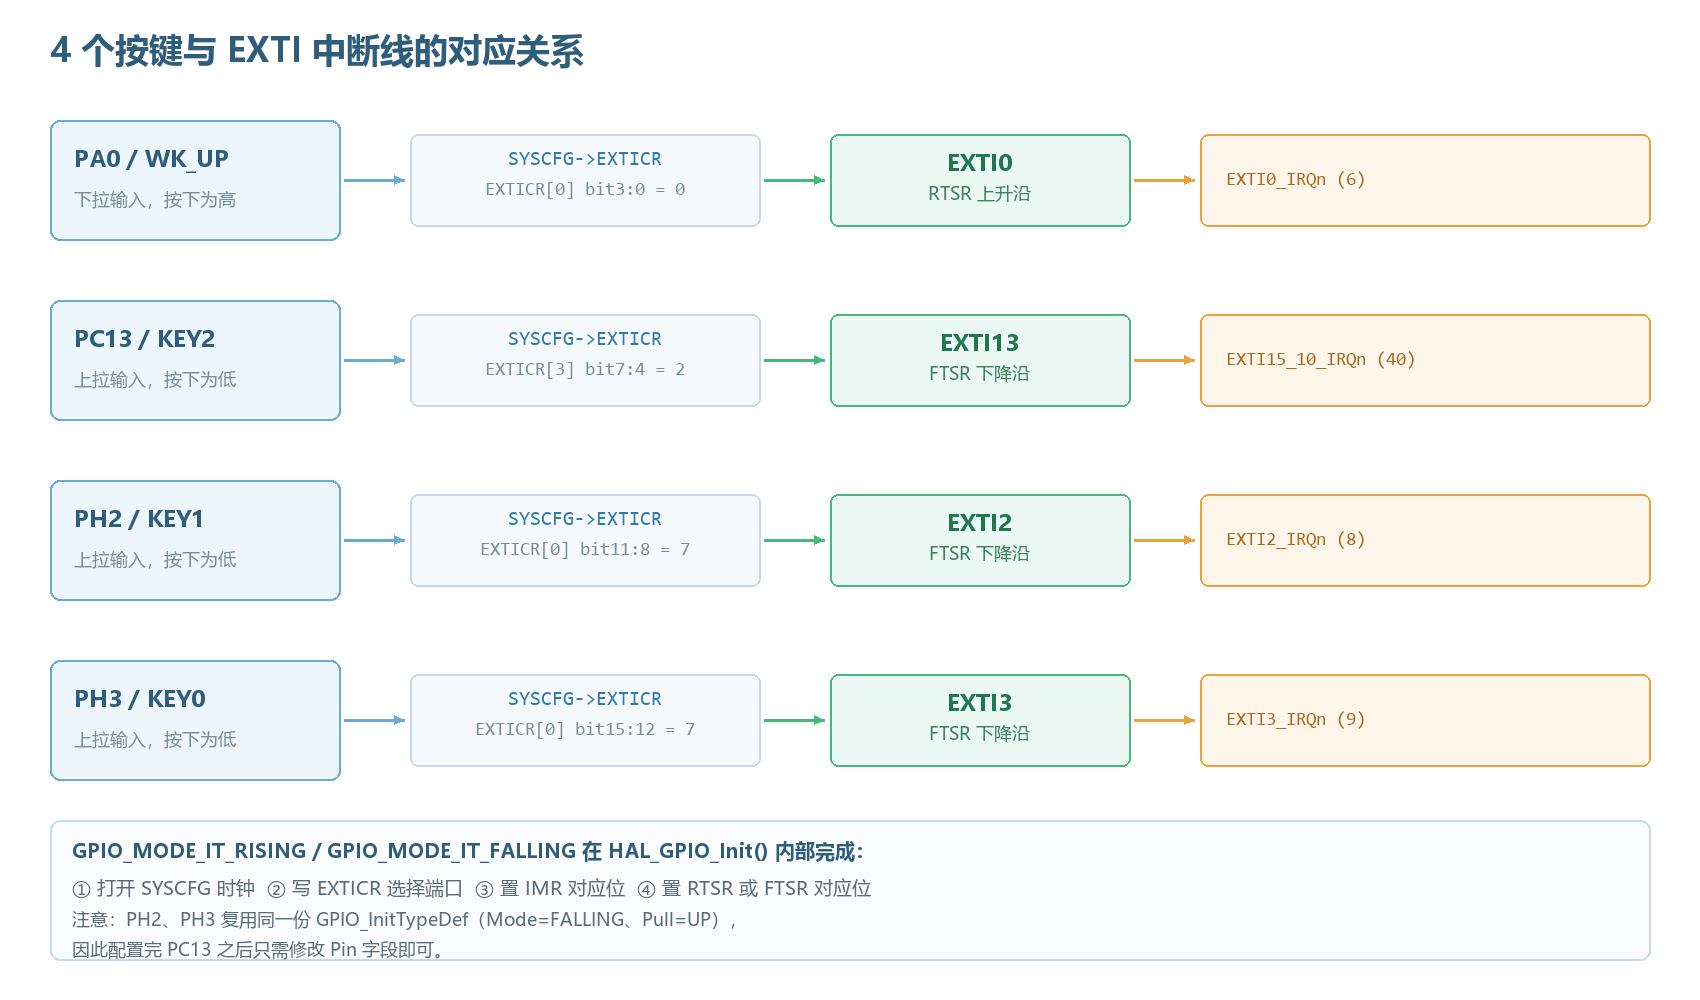 4 个按键与 EXTI 中断线的对应关系
PA0 / WK_UP
下拉输入，按下为高
SYSCFG->EXTICR
EXTICR[0] bit3:0 = 0
EXTI0
RTSR 上升沿
EXTI0_IRQn (6)
PC13 / KEY2
上拉输入，按下为低
SYSCFG->EXTICR
EXTICR[3] bit7:4 = 2
EXTI13
FTSR 下降沿
EXTI15_10_IRQn (40)
PH2 / KEY1
上拉输入，按下为低
SYSCFG->EXTICR
EXTICR[0] bit11:8 = 7
EXTI2
FTSR 下降沿
EXTI2_IRQn (8)
PH3 / KEY0
上拉输入，按下为低
SYSCFG->EXTICR
EXTICR[0] bit15:12 = 7
EXTI3
FTSR 下降沿
EXTI3_IRQn (9)
GPIO_MODE_IT_RISING / GPIO_MODE_IT_FALLING 在 HAL_GPIO_Init() 内部完成：
① 打开 SYSCFG 时钟 ② 写 EXTICR 选择端口 ③ 置 IMR 对应位 ④ 置 RTSR 或 FTSR 对应位
注意：PH2、PH3 复用同一份 GPIO_InitTypeDef（Mode=FALLING、Pull=UP），
因此配置完 PC13 之后只需修改 Pin 字段即可。